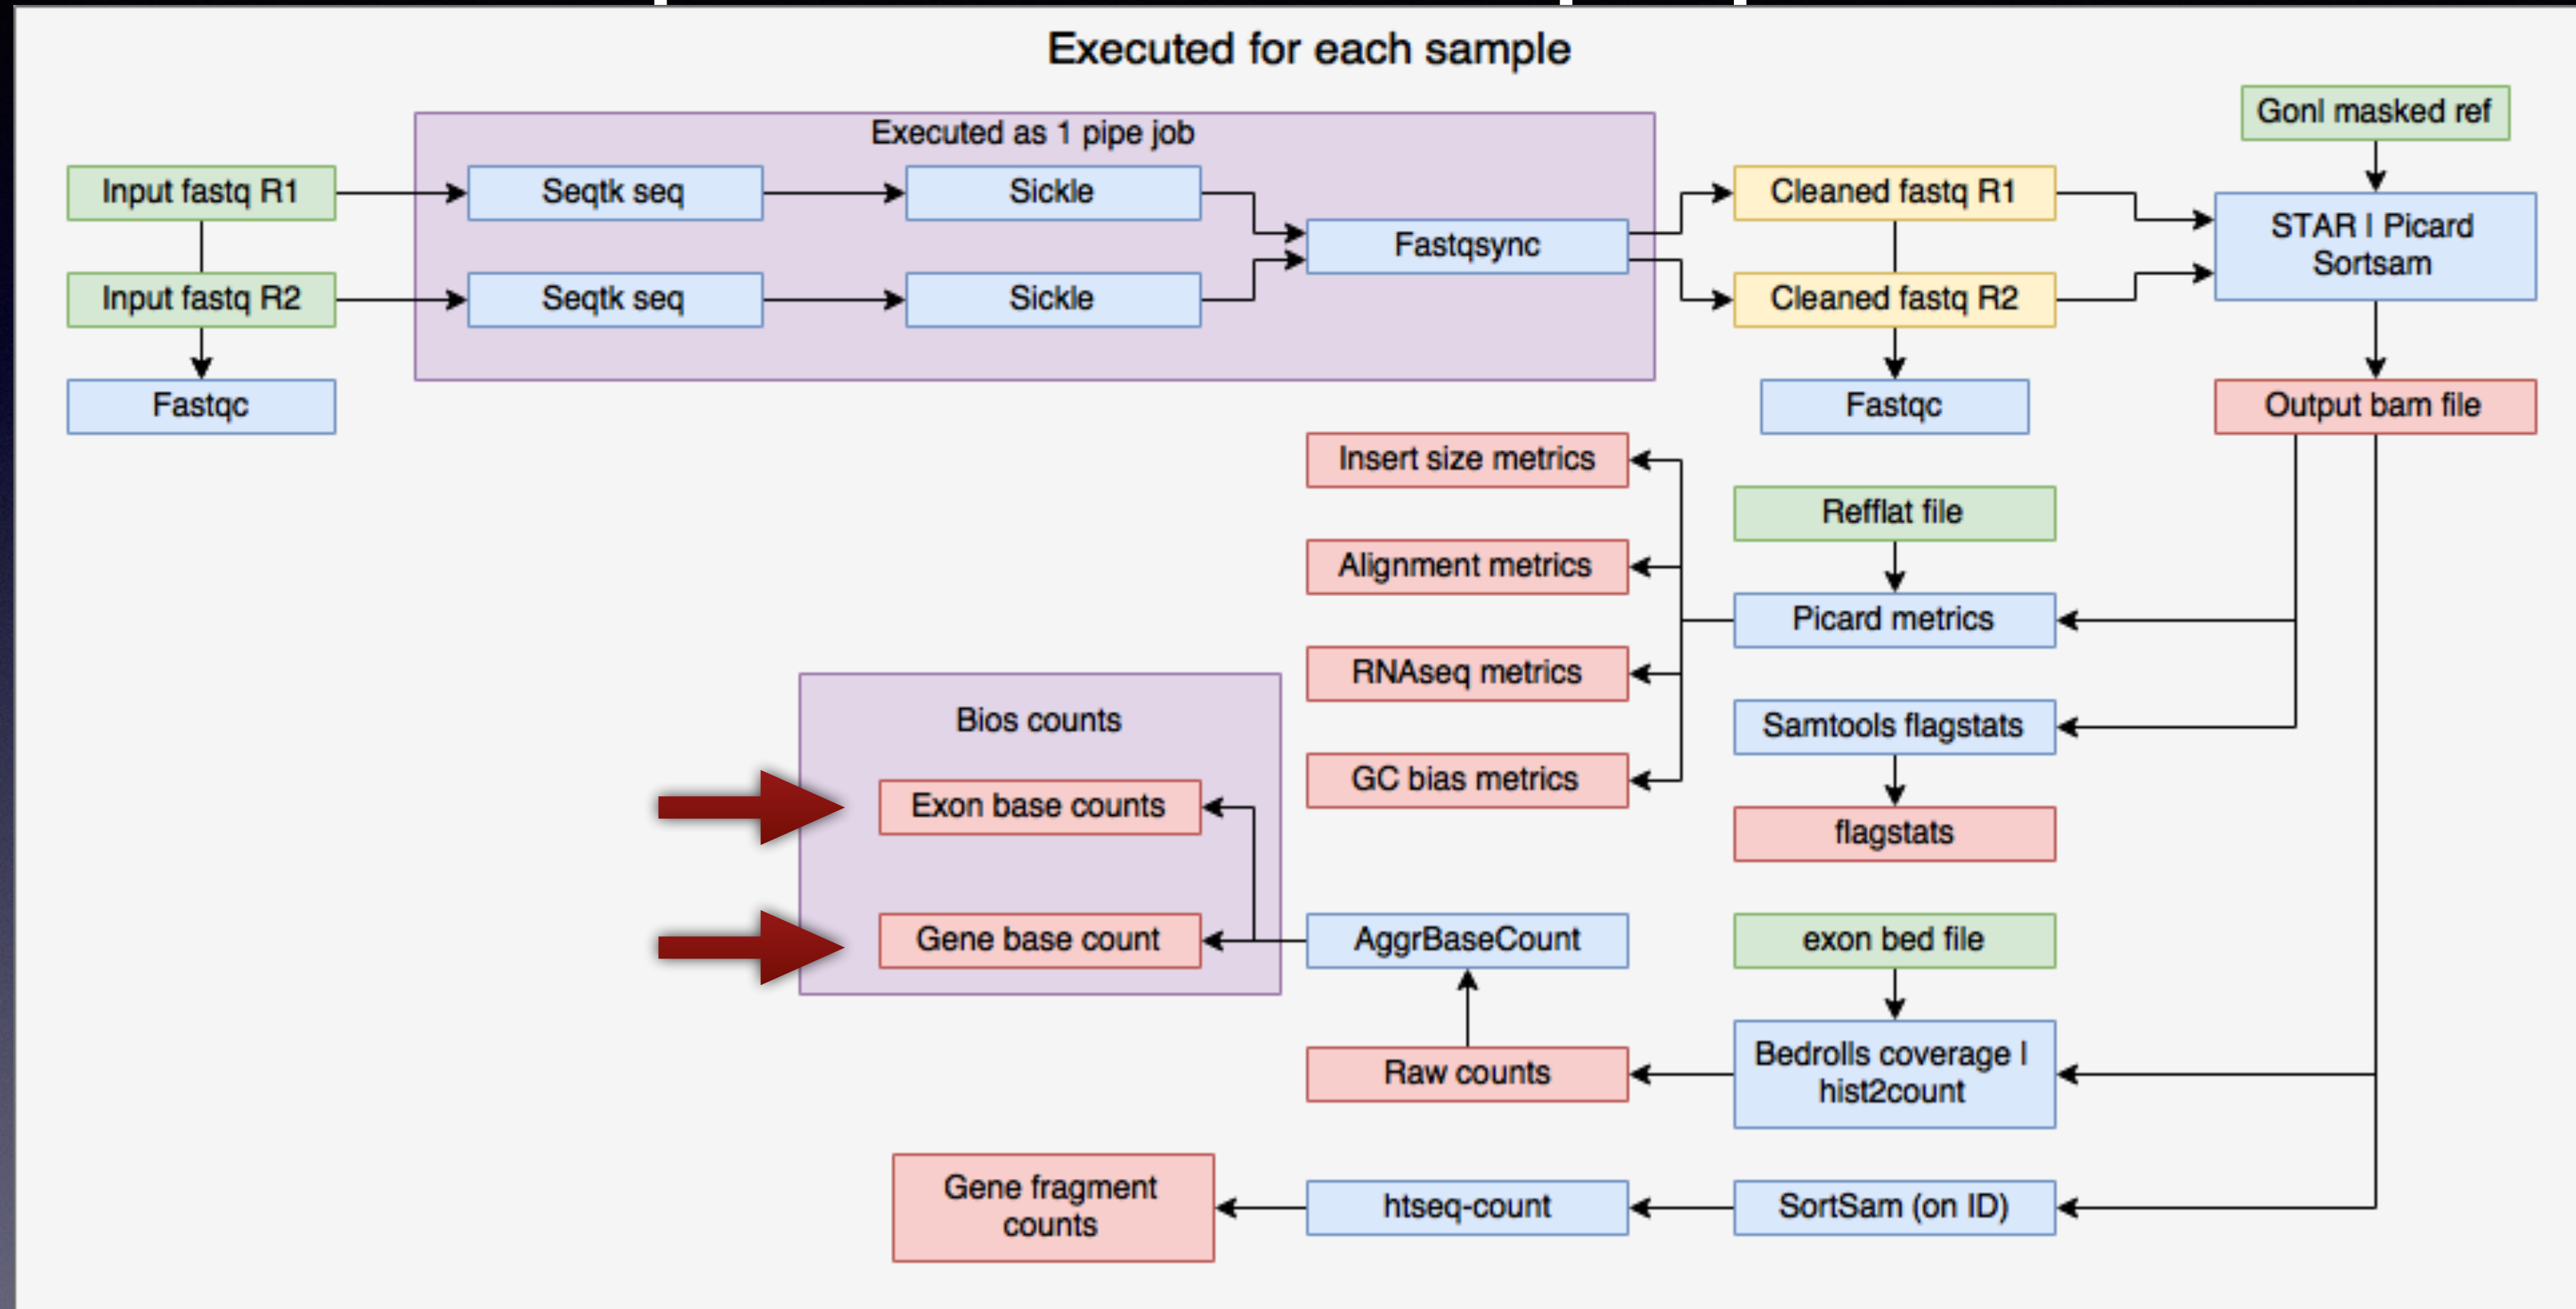 Executed for each sample
Gonl masked ref
Executed as 1 pipe job
Input fastq R1
Seqtk seq
Sickle
Cleaned fastq R1
STAR | Picard
Sortsam
Fastqsync
Input fastq R2
Seqtk seq
Sickle
Cleaned fastq R2
Fastqc
Fastqc
Output bam file
Insert size metrics
Refflat file
Alignment metrics
Picard metrics
RNAseq metrics
Bios counts
Samtools flagstats
GC bias metrics
Exon base counts
flagstats
Gene base count
AggrBaseCount
exon bed file
Raw counts
Bedrolls coverage |
hist2count
Gene fragment
counts
htseq-count
SortSam (on ID)